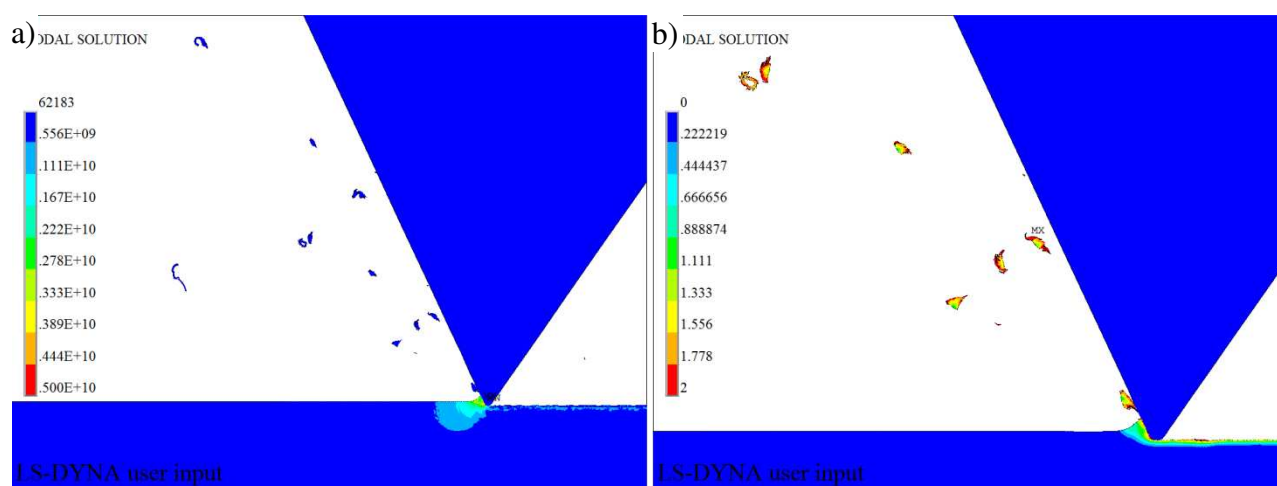 a)
ODAL SOLUTION
62183
.556E+09
.111E+10
.167E+10
.222E+10
.278E+10
.333E+10
.389E+10
.444E+10
.500E+10
LS-DYNA user input
b)
ODAL SOLUTION
0
.222219
.444437
.666656
.888874
1.111
1.333
1.556
1.778
2
MX
LS-DYNA user input